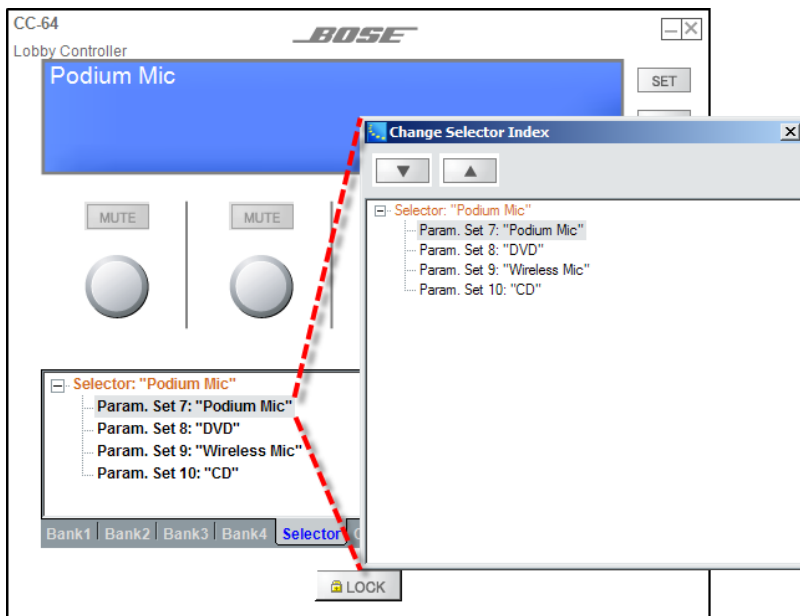 CC-64
BOSE
Lobby Controller
Podium Mic
SET
Change Selector Index
Selector: "Podium Mic"
Param. Set 7: "Podium Mic"
Param. Set 8: "DVD"
Param. Set 9: "Wireless Mic"
Param. Set 10: "CD"
MUTE
MUTE
Selector: "Podium Mic"
Param. Set 7: "Podium Mic"
Param. Set 8: "DVD"
Param. Set 9: "Wireless Mic"
Param. Set 10: "CD"
Bank1 Bank2 Bank3 Bank4 Selector
LOCK